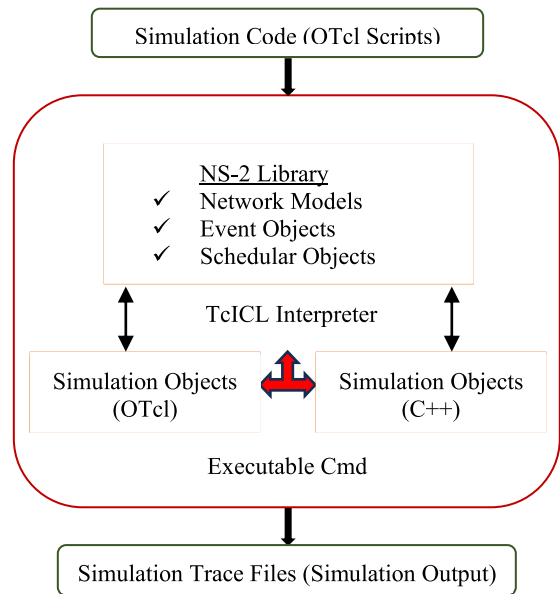 Simulation Code (OTcl Scripts)
NS-2 Library
✓ Network Models
✓ Event Objects
✓ Schedular Objects
TcICL Interpreter
Simulation Objects
(OTcl)
Simulation Objects
(C++)
Executable Cmd
Simulation Trace Files (Simulation Output)